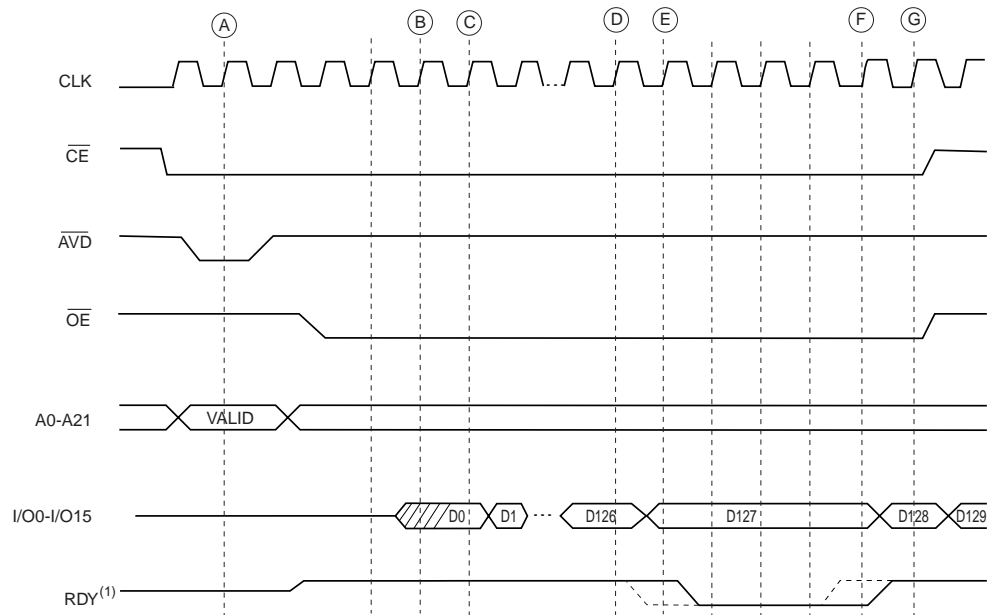 A B C D E F G
CLK
CE
AVD
OE
A0-A21 VALID
I/O0-I/O15 D0 D1 D126 D127 D128 D129
RDY(1)